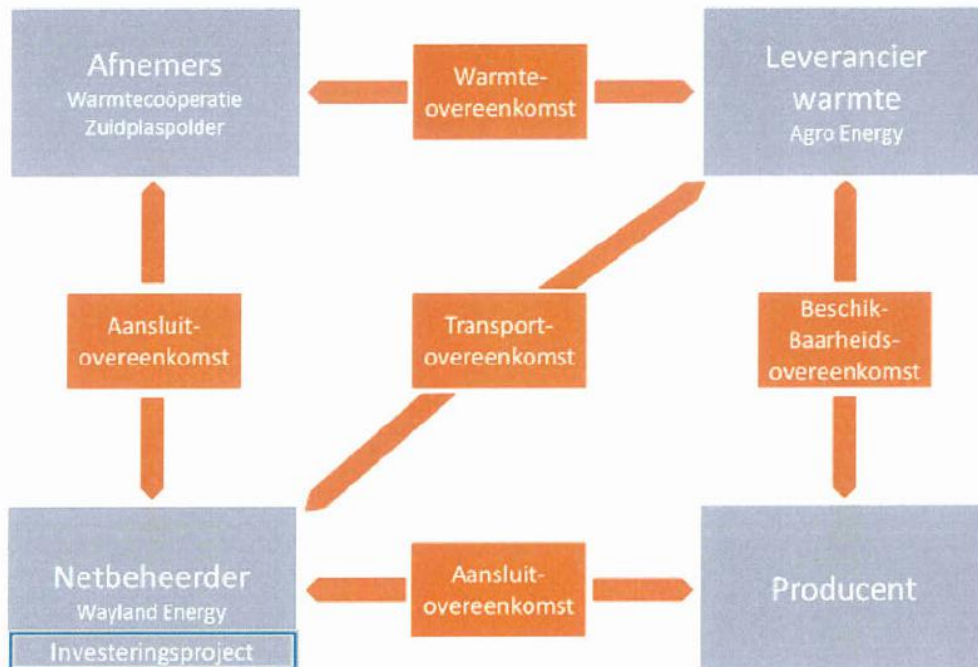 Afnemers
Warmtecoöperatie
Zuidplaspolder
Warmte-
overeenkomst
Leverancier
warmte
Agro Energy
Aansluit-
overeenkomst
Transport-
overeenkomst
Beschik-
Baarheids-
overeenkomst
Netbeheerder
Wayland Energy
Investeringsproject
Aansluit-
overeenkomst
Producent